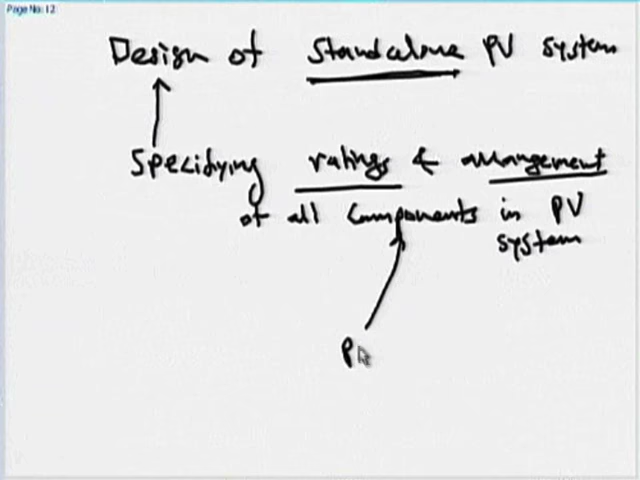 Page No: 12
Design of Standalone PV system
Specifying ratings & arrangement
of all components in PV
system
P